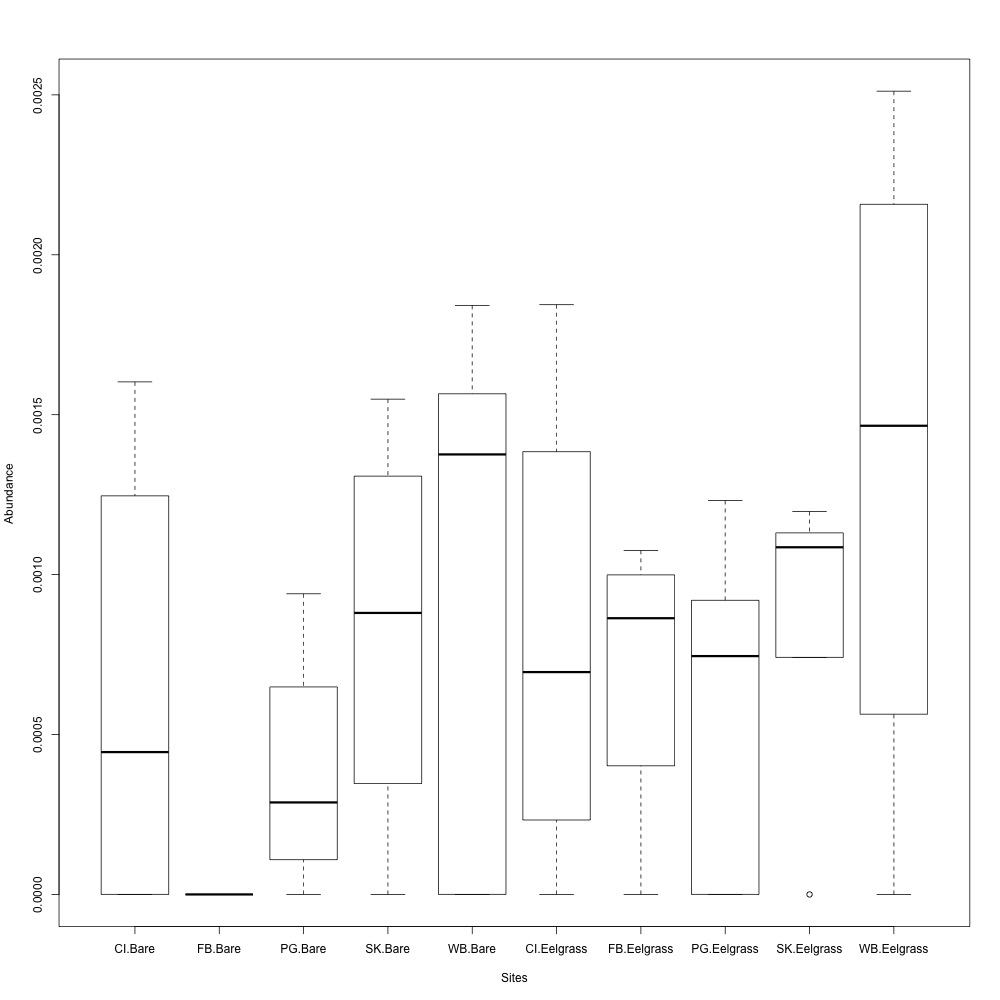 0.0025
0.0020
0.0015
0.0010
0.0005
0.0000
Abundance
CI.Bare FB.Bare PG.Bare SK.Bare WB.Bare CI.Eelgrass FB.Eelgrass PG.Eelgrass SK.Eelgrass WB.Eelgrass
Sites